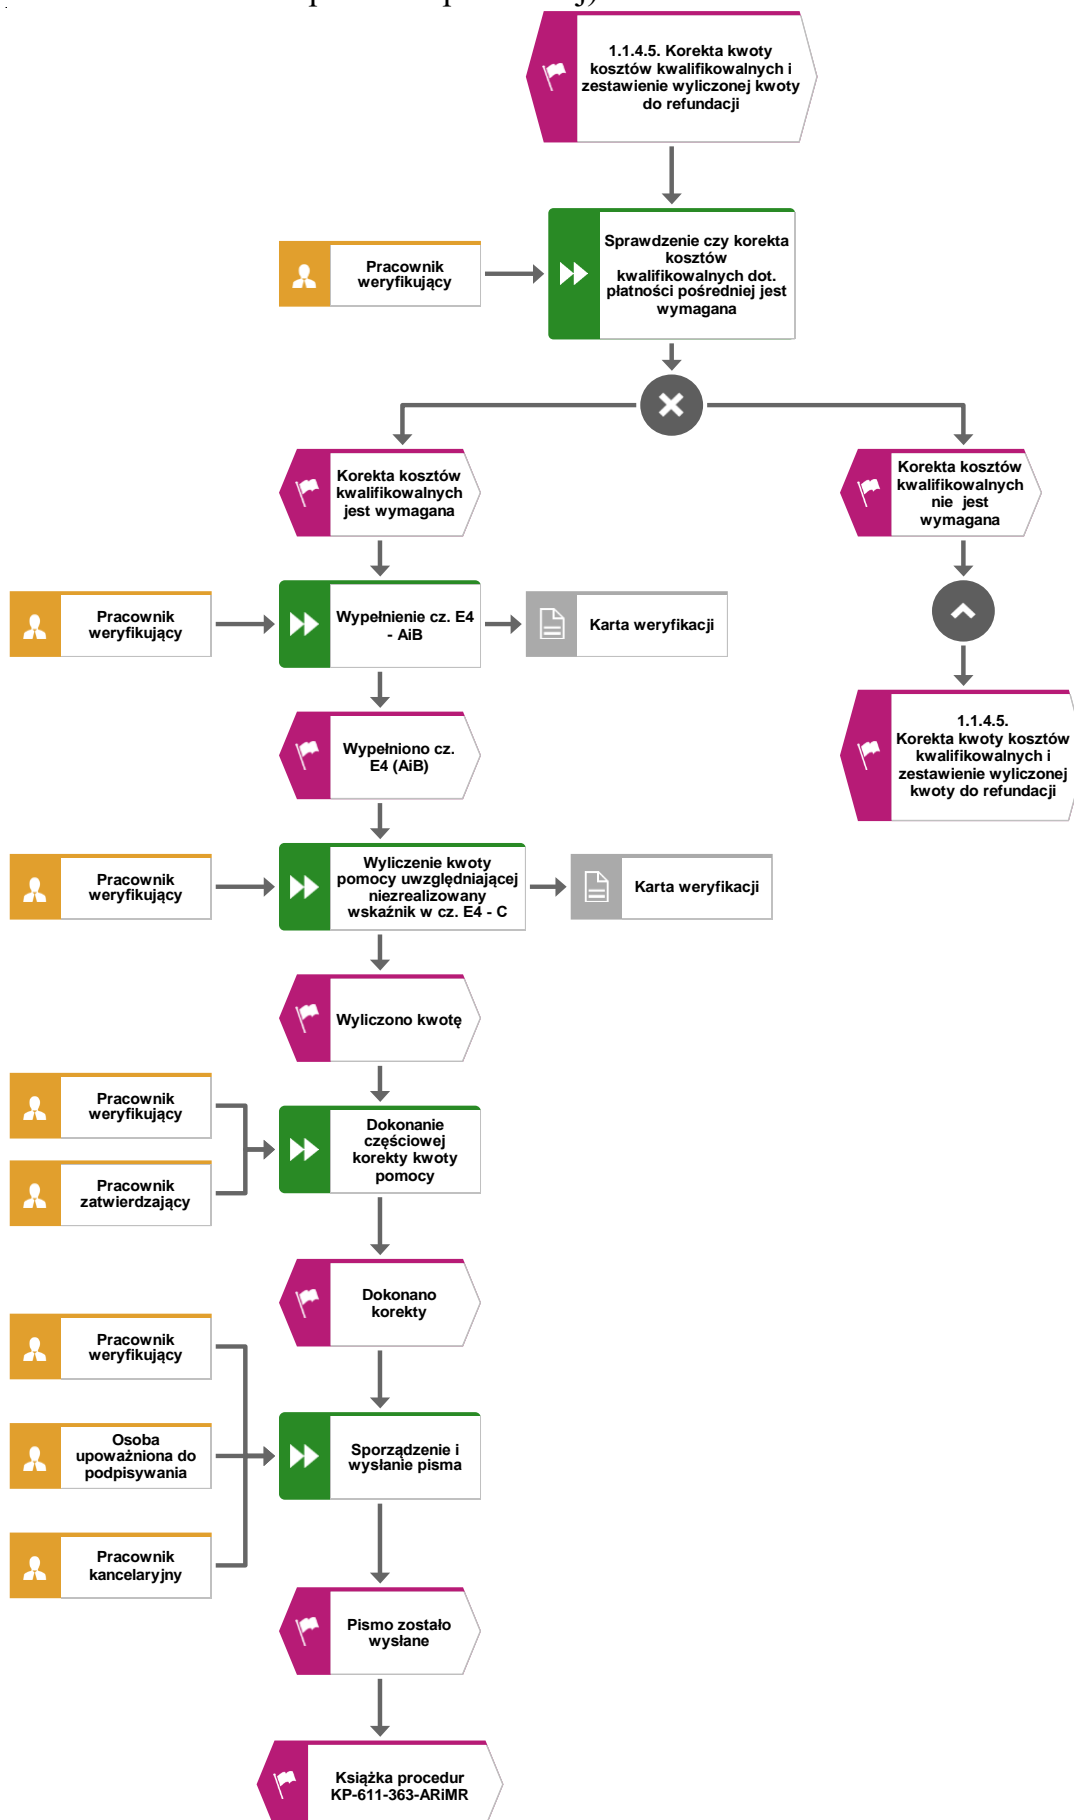 1.1.4.5. Korekta kwoty
kosztów kwalifikowalnych i
zestawienie wyliczonej kwoty
do refundacji
Sprawdzenie czy korekta
kosztów
kwalifikowalnych dot.
płatności pośredniej jest
wymagana
Pracownik
weryfikujący
Korekta kosztów
kwalifikowalnych
jest wymagana
Korekta kosztów
kwalifikowalnych
nie jest
wymagana
Pracownik
weryfikujący
Wypełnienie cz. E4
- AiB
Karta weryfikacji
1.1.4.5.
Korekta kwoty kosztów
kwalifikowalnych i
zestawienie wyliczonej
kwoty do refundacji
Wypełniono cz.
E4 (AiB)
Pracownik
weryfikujący
Wyliczenie kwoty
pomocy uwzględniającej
niezrealizowany
wskaźnik w cz. E4 - C
Karta weryfikacji
Wyliczono kwotę
Pracownik
weryfikujący
Pracownik
zatwierdzający
Dokonanie
częściowej
korekty kwoty
pomocy
Dokonano
korekty
Pracownik
weryfikujący
Osoba
upoważniona do
podpisywania
Pracownik
kancelaryjny
Sporządzenie i
wysłanie pisma
Pismo zostało
wysłane
Książka procedur
KP-611-363-ARiMR